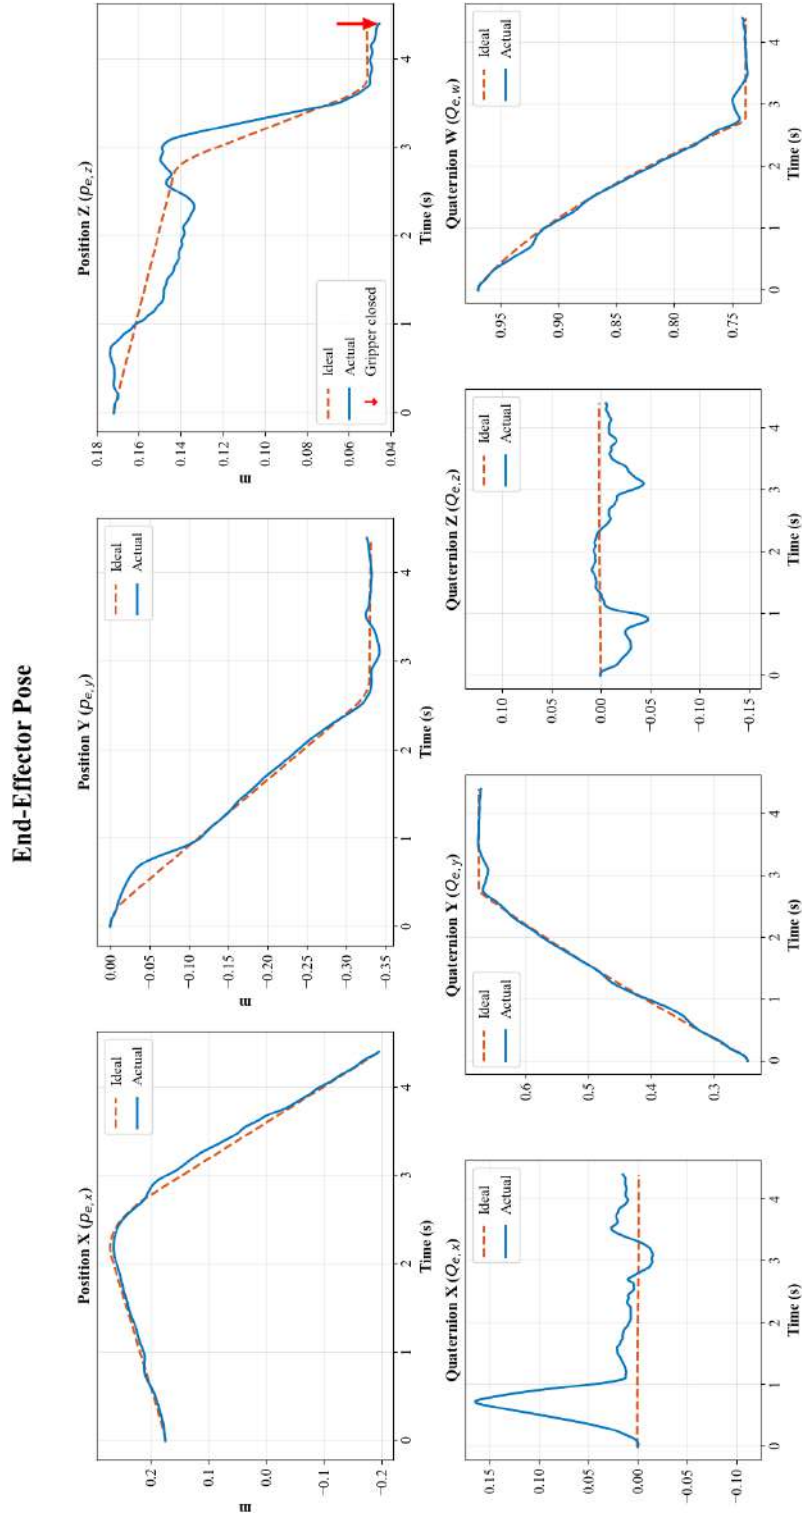 End-Effector Pose
Position X (p_{e,x})
0.2
0.1
0.0
−0.1
−0.2
m
0
1
2
3
4
Time (s)
Ideal
Actual
Position Y (p_{e,y})
0.00
−0.05
−0.10
−0.15
−0.20
−0.25
−0.30
−0.35
m
0
1
2
3
4
Time (s)
Ideal
Actual
Position Z (p_{e,z})
0.18
0.16
0.14
0.12
0.10
0.08
0.06
0.04
m
0
1
2
3
4
Time (s)
Ideal
Actual
Gripper closed
Quaternion X (Q_{e,x})
0.15
0.10
0.05
0.00
−0.05
−0.10
0
1
2
3
4
Time (s)
Ideal
Actual
Quaternion Y (Q_{e,y})
0.6
0.5
0.4
0.3
0
1
2
3
4
Time (s)
Ideal
Actual
Quaternion Z (Q_{e,z})
0.10
0.05
0.00
−0.05
−0.10
−0.15
0
1
2
3
4
Time (s)
Ideal
Actual
Quaternion W (Q_{e,w})
0.95
0.90
0.85
0.80
0.75
0
1
2
3
4
Time (s)
Ideal
Actual